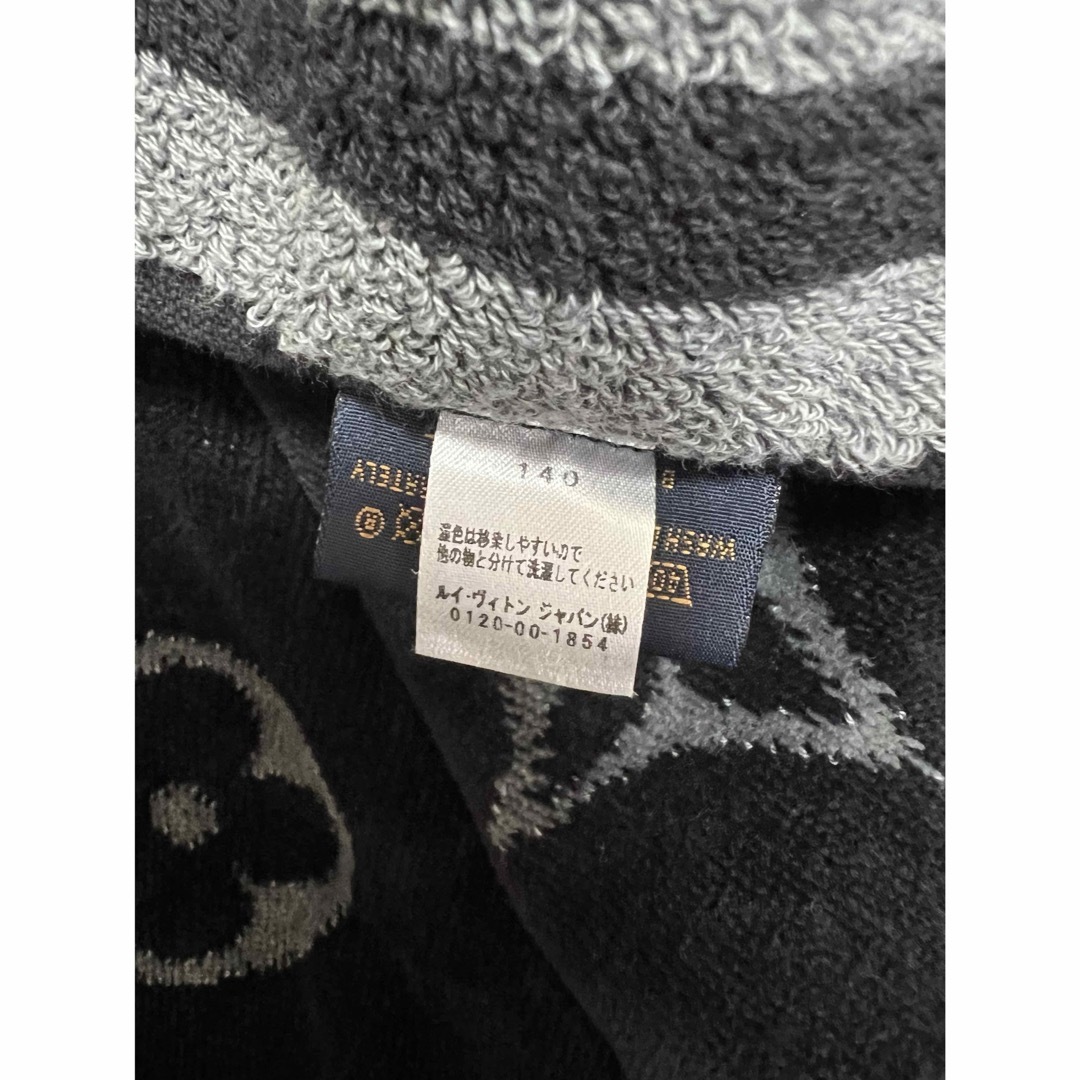 140
濃色は移染しやすいので
他の物と分けて洗濯してください
ルイ・ヴィトン ジャパン(株)
0120-00-1854